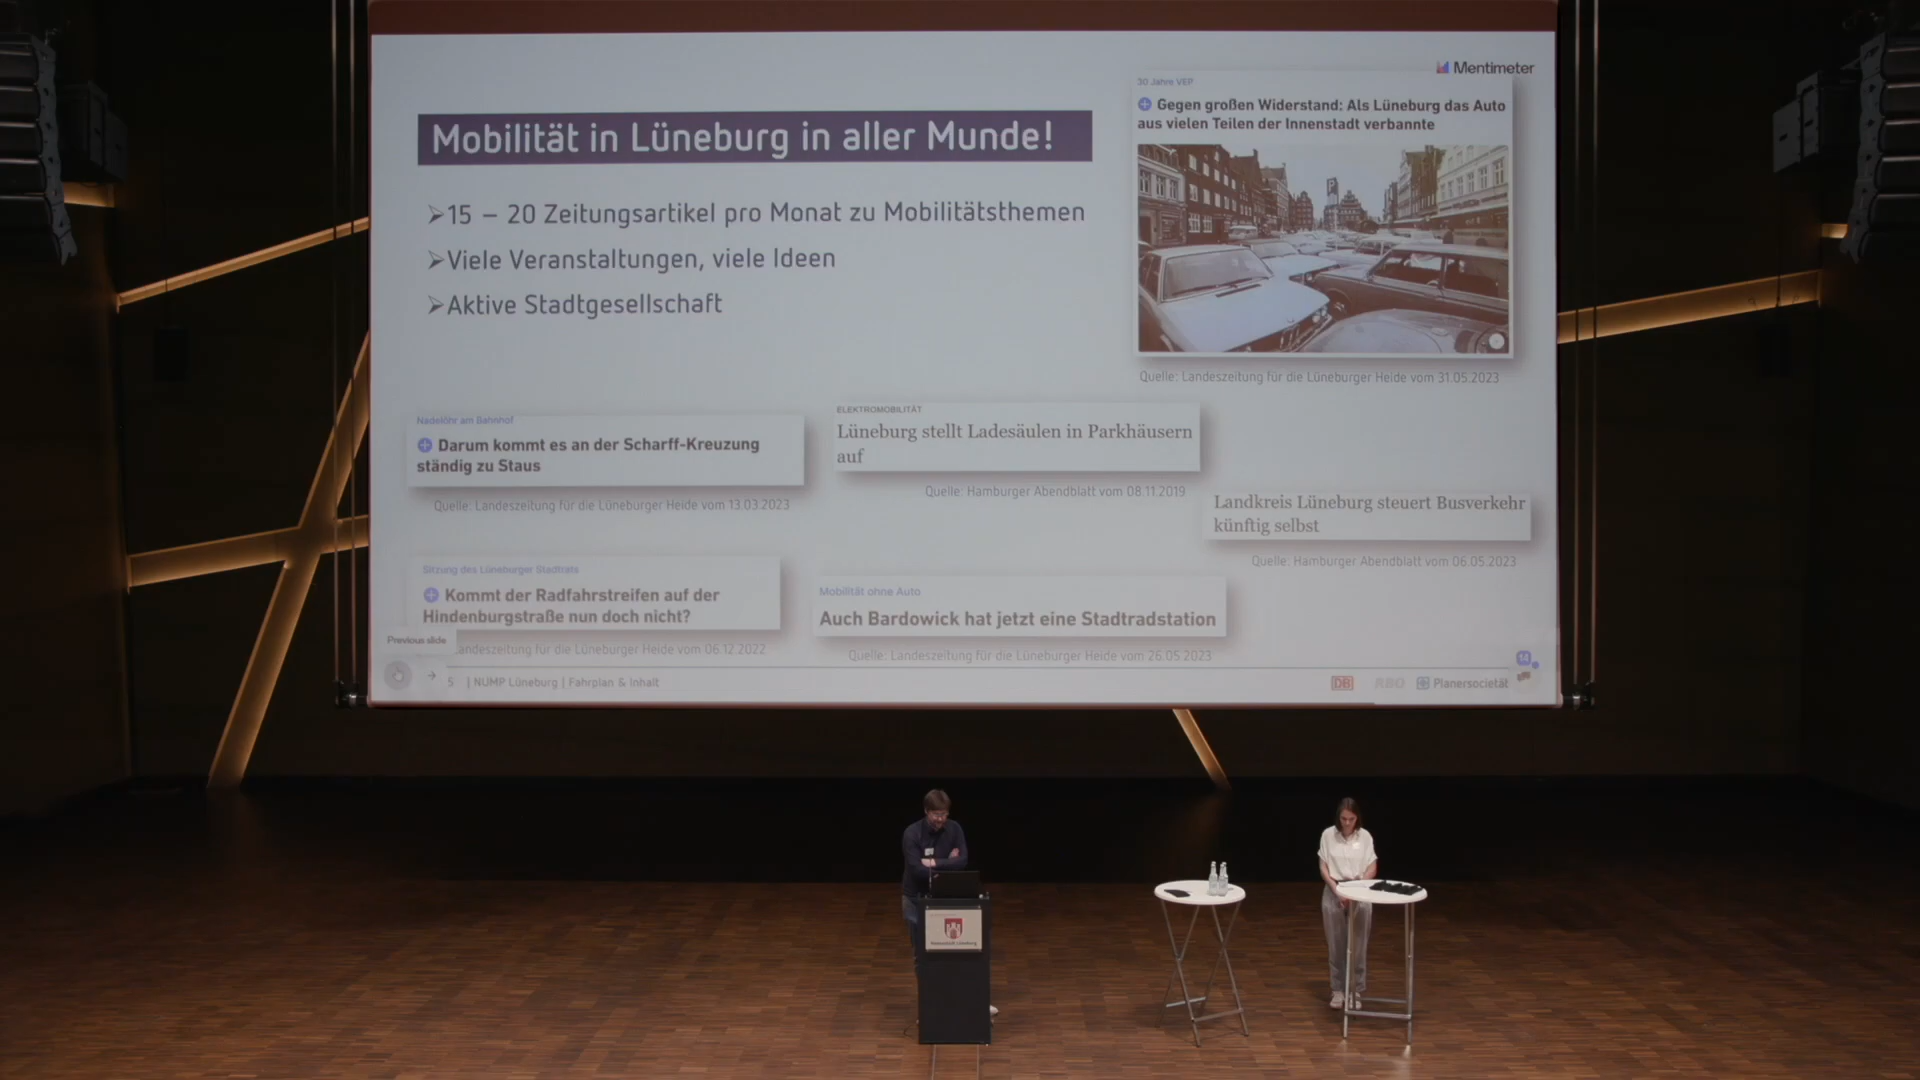 Mentimeter
30 Jahre VEP
Gegen großen Widerstand: Als Lüneburg das Auto
aus vielen Teilen der Innenstadt verbannte
Mobilität in Lüneburg in aller Munde!
➢15 – 20 Zeitungsartikel pro Monat zu Mobilitätsthemen
➢Viele Veranstaltungen, viele Ideen
➢Aktive Stadtgesellschaft
Quelle: Landeszeitung für die Lüneburger Heide vom 31.05.2023
Nadelöhr am Bahnhof
Darum kommt es an der Scharff-Kreuzung
ständig zu Staus
Quelle: Landeszeitung für die Lüneburger Heide vom 13.03.2023
ELEKTROMOBILITÄT
Lüneburg stellt Ladesäulen in Parkhäusern
auf
Quelle: Hamburger Abendblatt vom 08.11.2019
Landkreis Lüneburg steuert Busverkehr
künftig selbst
Quelle: Hamburger Abendblatt vom 06.05.2023
Sitzung des Lüneburger Stadtrats
Kommt der Radfahrstreifen auf der
Hindenburgstraße nun doch nicht?
Landeszeitung für die Lüneburger Heide vom 06.12.2022
Mobilität ohne Auto
Auch Bardowick hat jetzt eine Stadtradstation
Quelle: Landeszeitung für die Lüneburger Heide vom 26.05.2023
Previous slide
5 | NUMP Lüneburg | Fahrplan & Inhalt
DB RBO Planersocietät
14